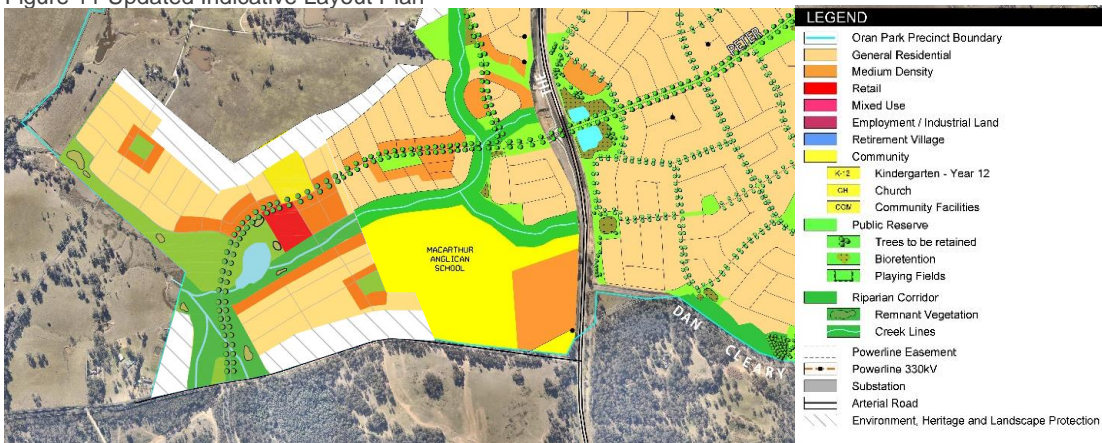 Figure 11 Updated Indicative Layout Plan
PETER
THE
MACARTHUR
ANGLICAN
SCHOOL
DAN
CLEARY
LEGEND
Oran Park Precinct Boundary
General Residential
Medium Density
Retail
Mixed Use
Employment / Industrial Land
Retirement Village
Community
K-12 Kindergarten - Year 12
CH Church
COM Community Facilities
Public Reserve
Trees to be retained
Bioretention
Playing Fields
Riparian Corridor
Remnant Vegetation
Creek Lines
Powerline Easement
Powerline 330kV
Substation
Arterial Road
Environment, Heritage and Landscape Protection